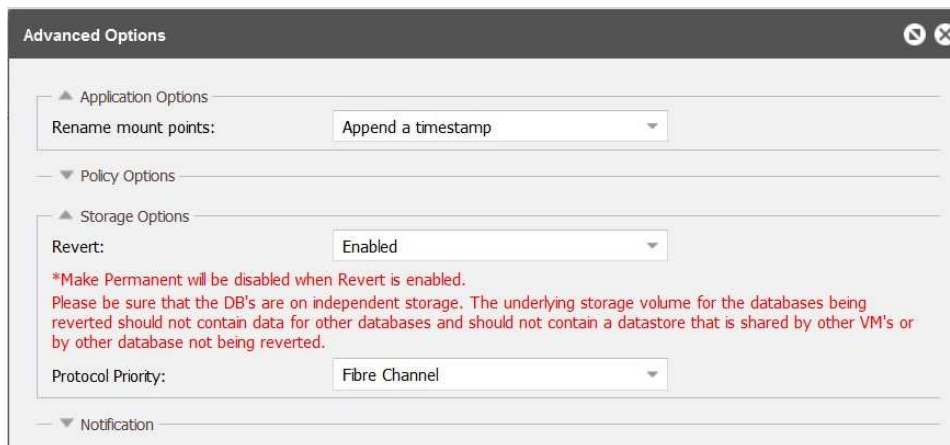 Advanced Options
Application Options
Rename mount points: Append a timestamp
Policy Options
Storage Options
Revert: Enabled
*Make Permanent will be disabled when Revert is enabled.
Please be sure that the DB's are on independent storage. The underlying storage volume for the databases being
reverted should not contain data for other databases and should not contain a datastore that is shared by other VM's or
by other database not being reverted.
Protocol Priority: Fibre Channel
Notification